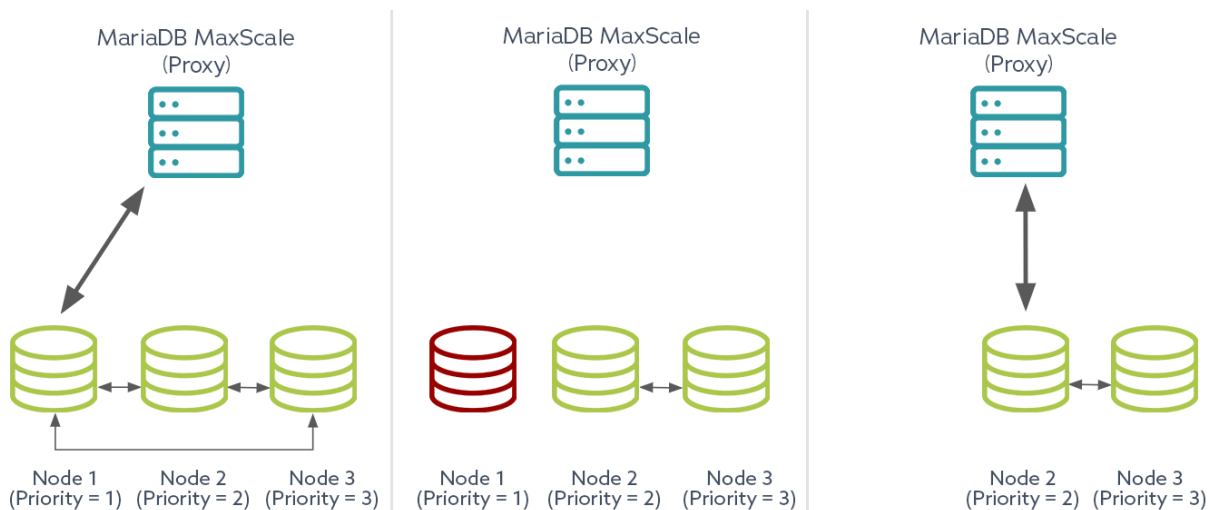 MariaDB MaxScale
(Proxy)
Node 1
(Priority = 1)
Node 2
(Priority = 2)
Node 3
(Priority = 3)
MariaDB MaxScale
(Proxy)
Node 1
(Priority = 1)
Node 2
(Priority = 2)
Node 3
(Priority = 3)
MariaDB MaxScale
(Proxy)
Node 2
(Priority = 2)
Node 3
(Priority = 3)